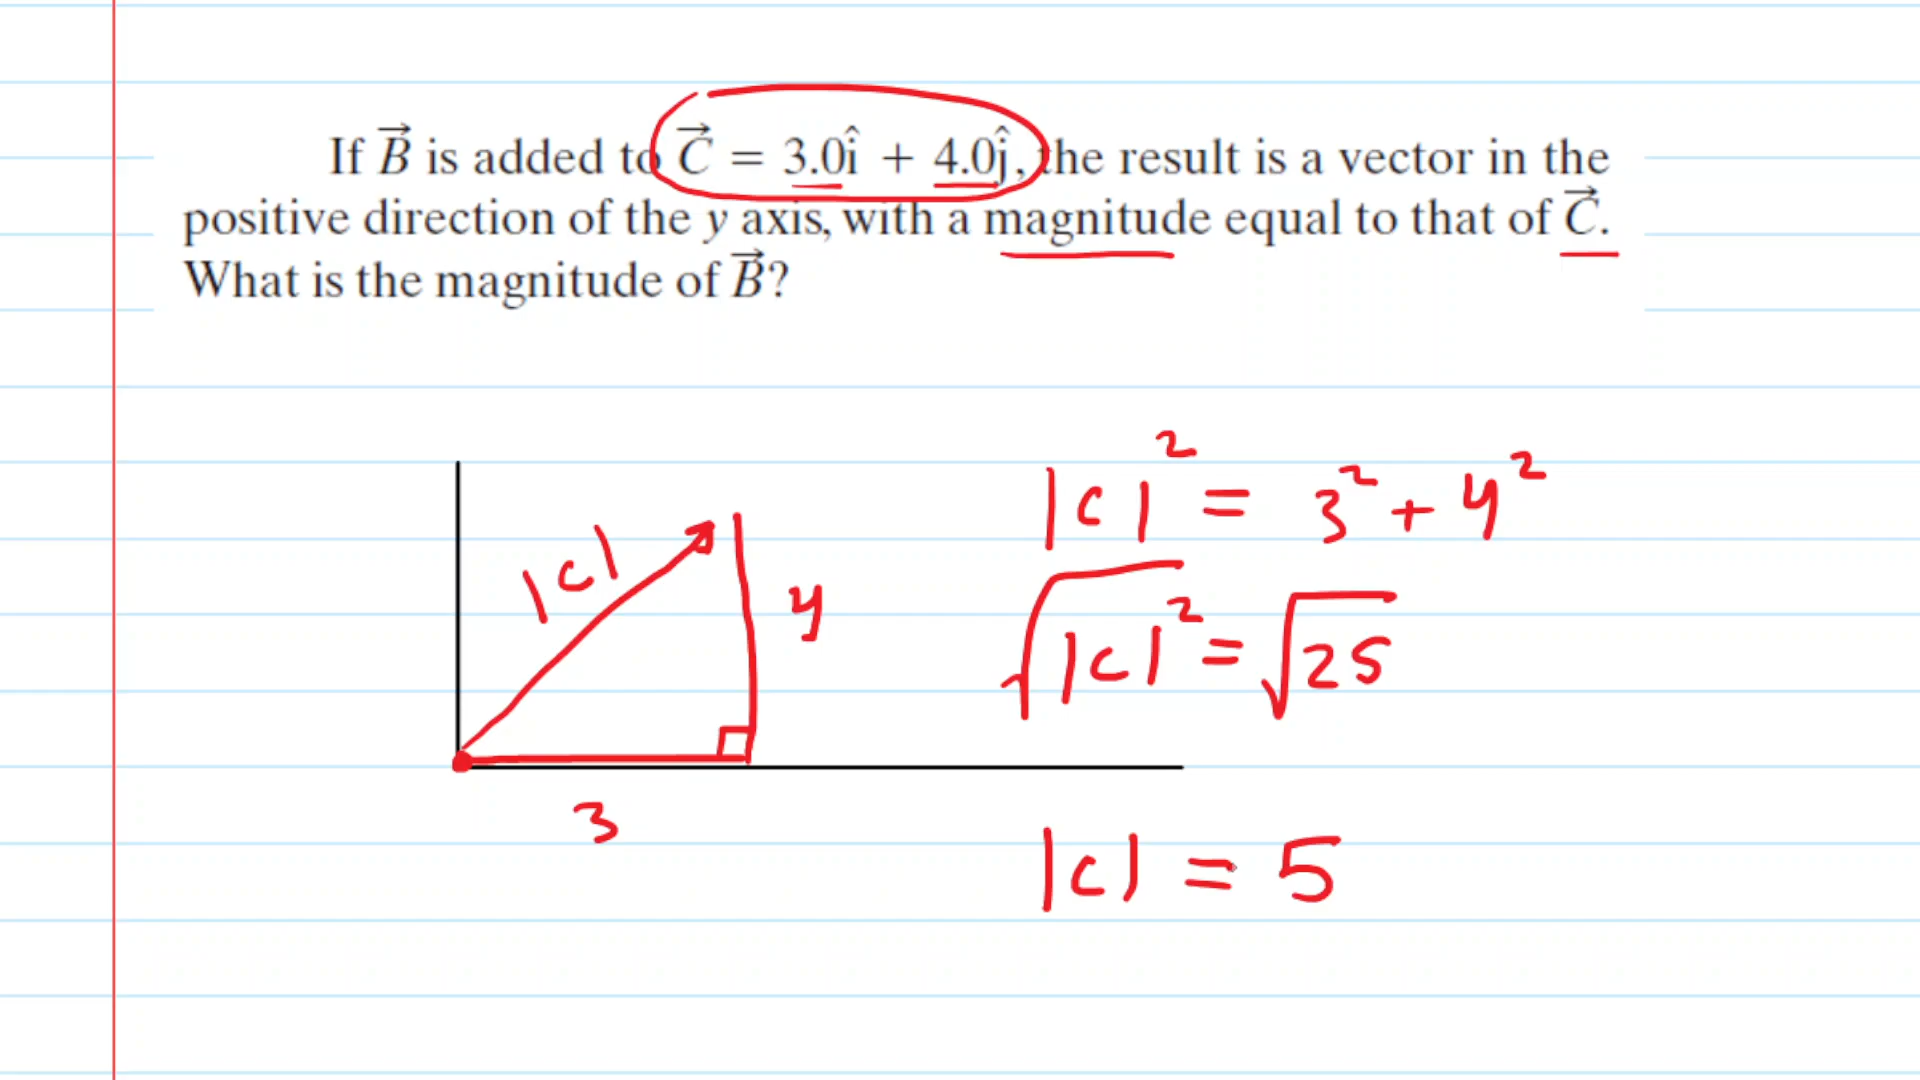 If B⃗ is added to C⃗ = 3.0î + 4.0ĵ, the result is a vector in the
positive direction of the y axis, with a magnitude equal to that of C⃗.
What is the magnitude of B⃗?
|c|² = 3² + 4²
|c|
4
√|c|² = √25
3
|c| = 5